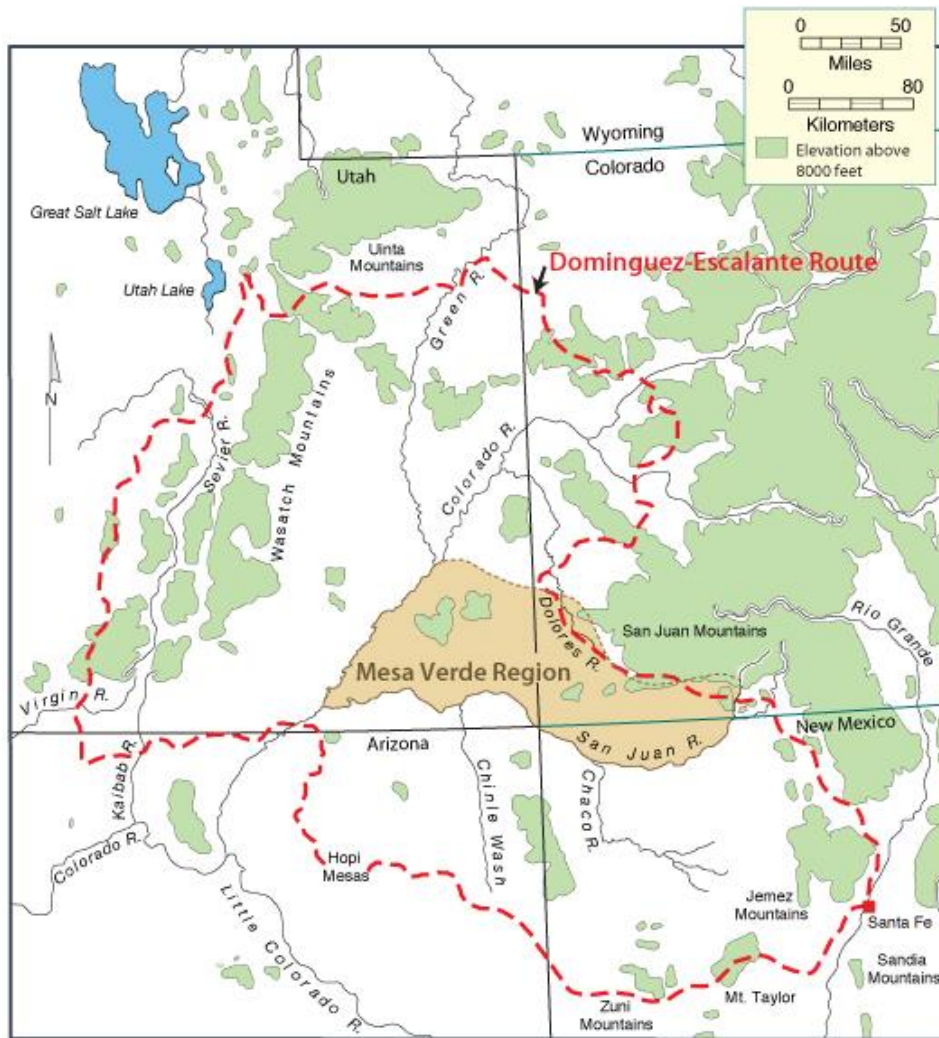 0 50
Miles
0 80
Kilometers
Elevation above
8000 feet
Wyoming
Colorado
Utah
Great Salt Lake
Uinta
Mountains
Utah Lake
Dominguez-Escalante Route
Green R.
N
Sevier R.
Wasatch Mountains
Colorado R.
Dolores R.
San Juan Mountains
Rio Grande
Mesa Verde Region
Virgin R.
New Mexico
Arizona
San Juan R.
Kaibab R.
Chinle Wash
Chaco R.
Colorado R.
Hopi
Mesas
Little Colorado R.
Jemez
Mountains
Santa Fe
Sandia
Mountains
Mt. Taylor
Zuni
Mountains